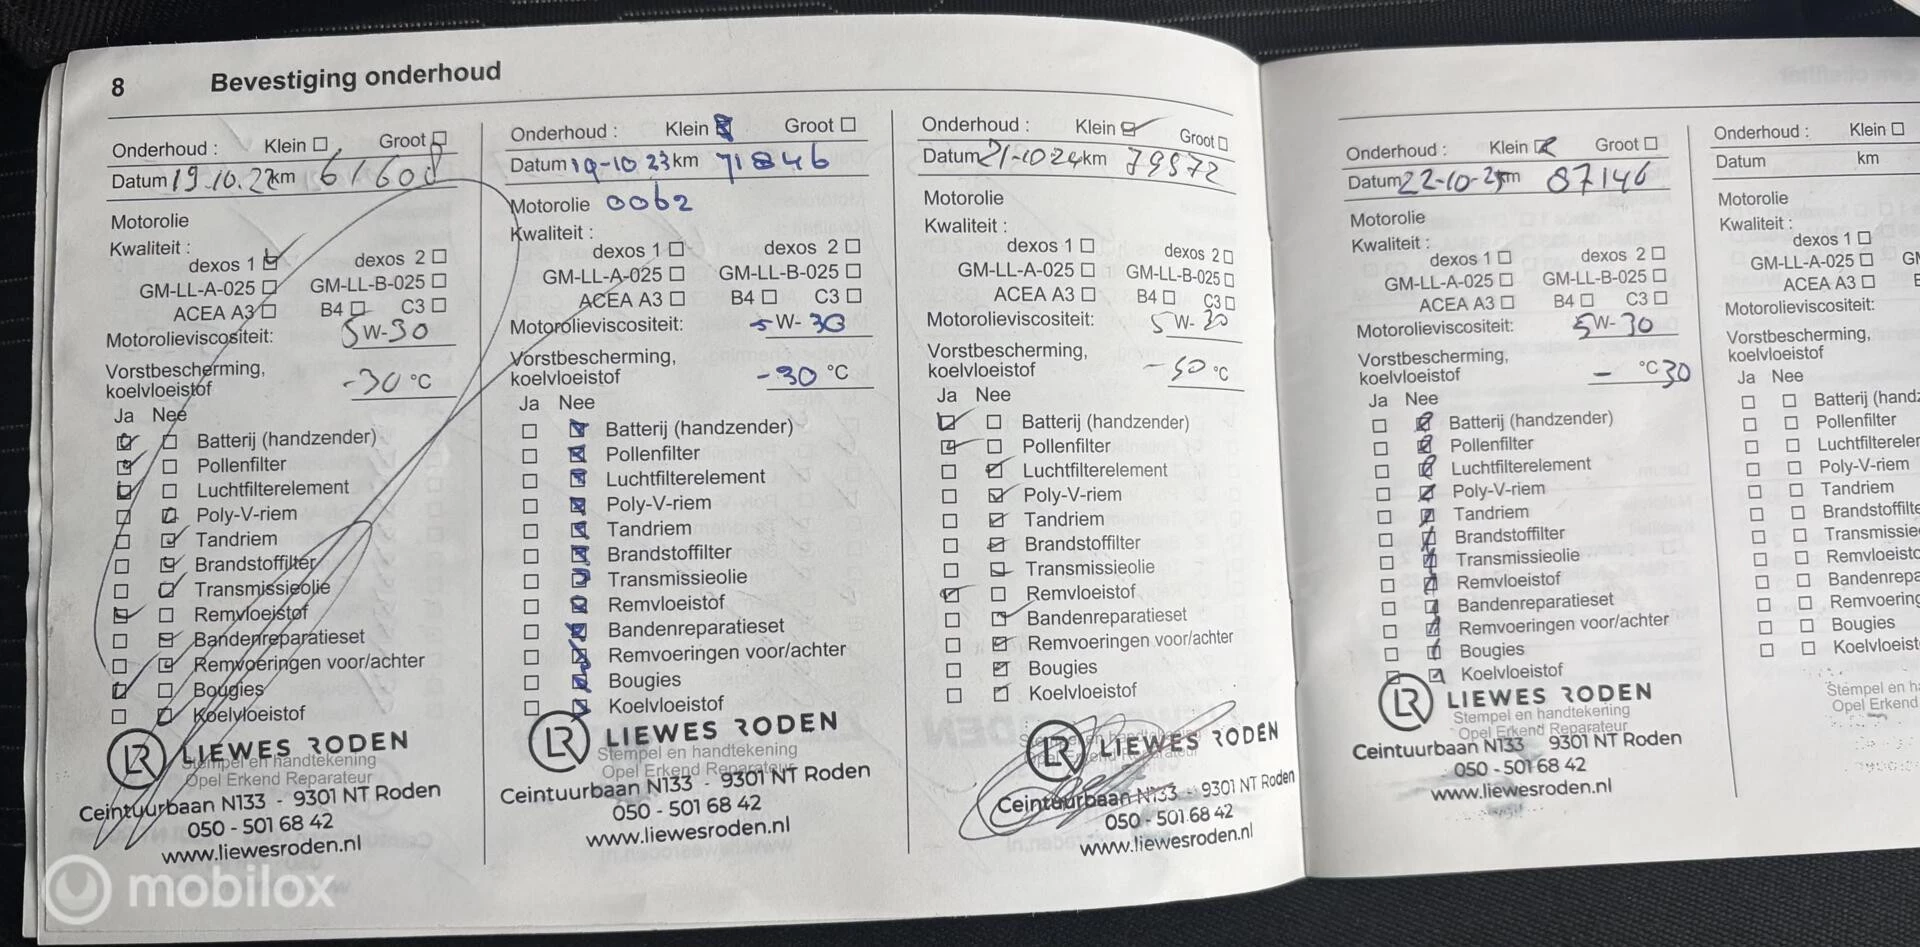 8 Bevestiging onderhoud
Onderhoud : Klein Groot
Datum 19.10.22 km 61608
Motorolie
Kwaliteit :
dexos 1 dexos 2
GM-LL-A-025 GM-LL-B-025
ACEA A3 B4 C3
Motorolieviscositeit: 5W-30
Vorstbescherming,
koelvloeistof -30 °C
Ja Nee
Batterij (handzender)
Pollenfilter
Luchtfilterelement
Poly-V-riem
Tandriem
Brandstoffilter
Transmissieolie
Remvloeistof
Bandenreparatieset
Remvoeringen voor/achter
Bougies
Koelvloeistof
LR LIEWES RODEN
Stempel en handtekening
Opel Erkend Reparateur
Ceintuurbaan N133 - 9301 NT Roden
050 - 501 68 42
www.liewesroden.nl
Onderhoud : Klein Groot
Datum 19-10 23 km 71846
Motorolie 0062
Kwaliteit :
dexos 1 dexos 2
GM-LL-A-025 GM-LL-B-025
ACEA A3 B4 C3
Motorolieviscositeit: 5W-30
Vorstbescherming,
koelvloeistof -30 °C
Ja Nee
Batterij (handzender)
Pollenfilter
Luchtfilterelement
Poly-V-riem
Tandriem
Brandstoffilter
Transmissieolie
Remvloeistof
Bandenreparatieset
Remvoeringen voor/achter
Bougies
Koelvloeistof
LR LIEWES RODEN
Stempel en handtekening
Opel Erkend Reparateur
Ceintuurbaan N133 - 9301 NT Roden
050 - 501 68 42
www.liewesroden.nl
Onderhoud : Klein Groot
Datum 21-10 24 km 79572
Motorolie
Kwaliteit :
dexos 1 dexos 2
GM-LL-A-025 GM-LL-B-025
ACEA A3 B4 C3
Motorolieviscositeit: 5W-30
Vorstbescherming,
koelvloeistof °C
Ja Nee
Batterij (handzender)
Pollenfilter
Luchtfilterelement
Poly-V-riem
Tandriem
Brandstoffilter
Transmissieolie
Remvloeistof
Bandenreparatieset
Remvoeringen voor/achter
Bougies
Koelvloeistof
LR LIEWES RODEN
Ceintuurbaan N133 - 9301 NT Roden
050 - 501 68 42
www.liewesroden.nl
Onderhoud : Klein Groot
Datum 22-10-25 km 87146
Motorolie
Kwaliteit :
dexos 1 dexos 2
GM-LL-A-025 GM-LL-B-025
ACEA A3 B4 C3
Motorolieviscositeit: 5W-30
Vorstbescherming,
koelvloeistof - °C 30
Ja Nee
Batterij (handzender)
Pollenfilter
Luchtfilterelement
Poly-V-riem
Tandriem
Brandstoffilter
Transmissieolie
Remvloeistof
Bandenreparatieset
Remvoeringen voor/achter
Bougies
Koelvloeistof
LR LIEWES RODEN
Stempel en handtekening
Opel Erkend Reparateur
Ceintuurbaan N133 9301 NT Roden
050 - 501 68 42
www.liewesroden.nl
Onderhoud : Klein
Datum km
Motorolie
Kwaliteit :
dexos 1
GM-LL-A-025 GM
ACEA A3
Motorolieviscositeit:
Vorstbescherming,
koelvloeistof
Ja Nee
Batterij (handz
Pollenfilter
Luchtfilterele
Poly-V-riem
Tandriem
Brandstoffilte
Transmissie
Remvloeisto
Bandenrepa
Remvoering
Bougies
Koelvloeist
Stempel en h
Opel Erkend
mobilox